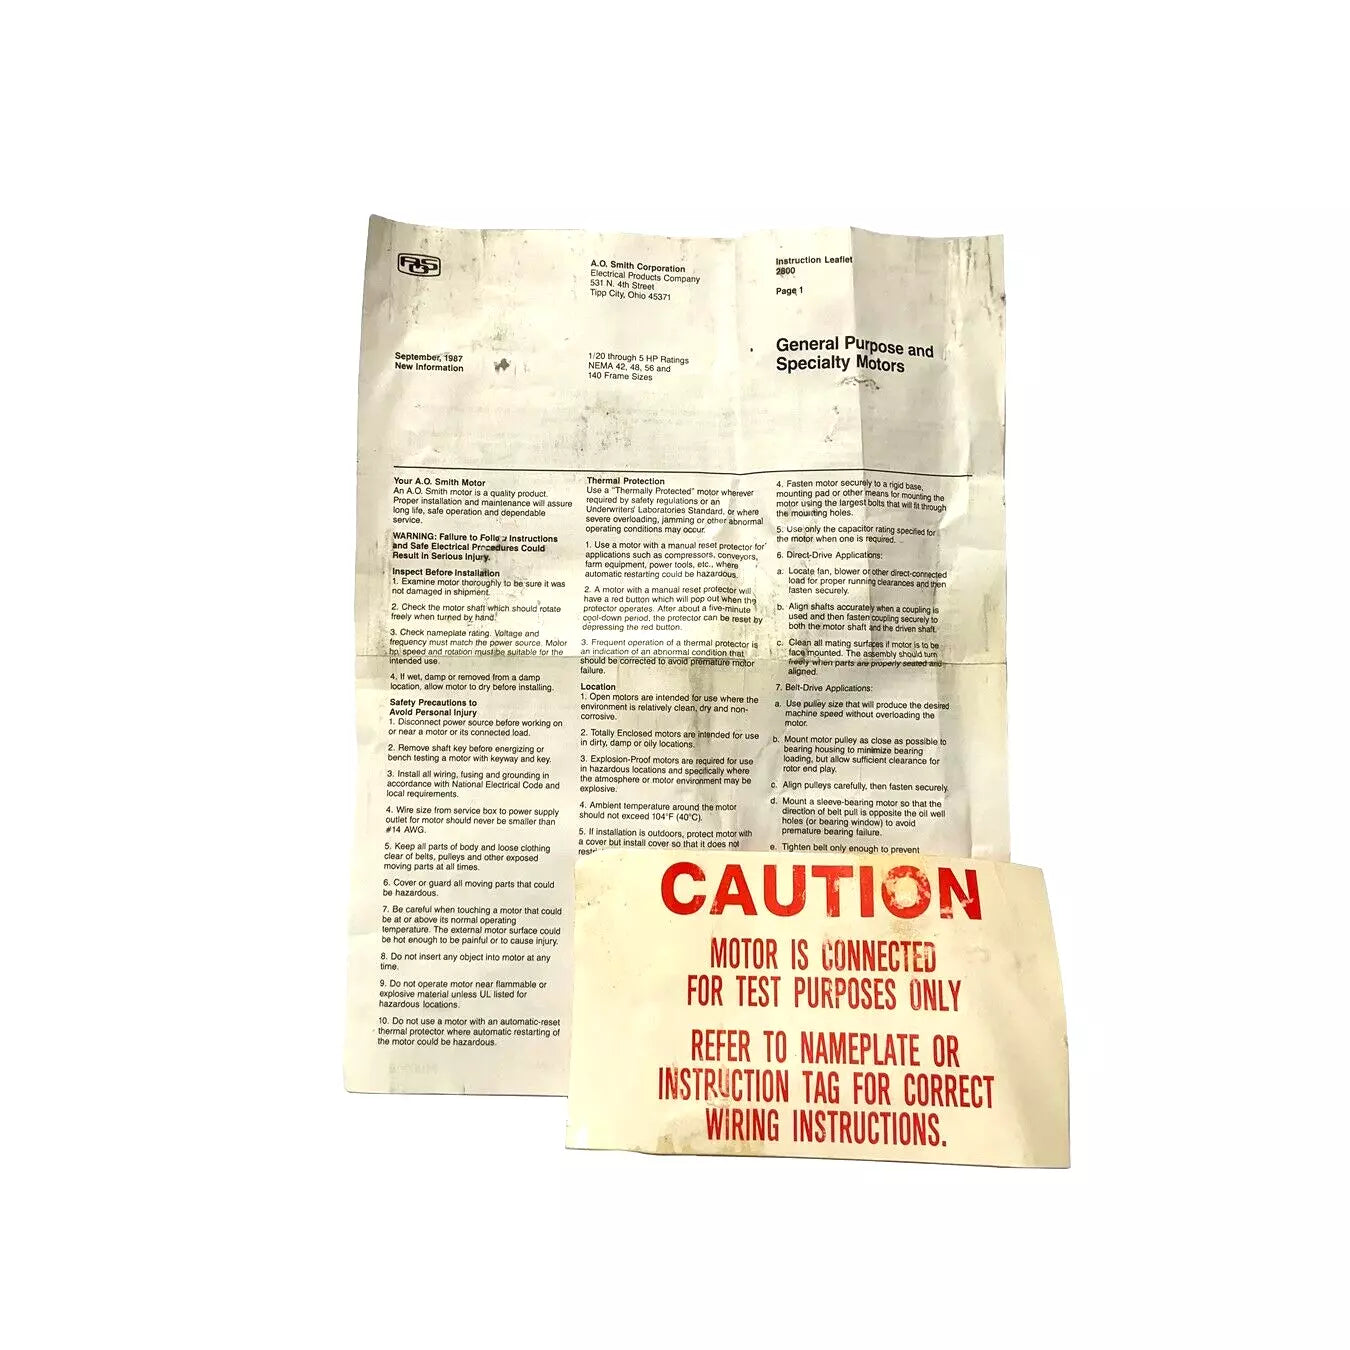 AOS
A.O. Smith Corporation
Electrical Products Company
531 N. 4th Street
Tipp City, Ohio 45371
Instruction Leaflet
2800
Page 1
General Purpose and
Specialty Motors
September, 1987
New Information
1/20 through 5 HP Ratings
NEMA 42, 48, 56 and
140 Frame Sizes
Your A.O. Smith Motor
An A.O. Smith motor is a quality product.
Proper installation and maintenance will assure
long life, safe operation and dependable
service.
WARNING: Failure to Follow Instructions
and Safe Electrical Procedures Could
Result in Serious Injury.
Inspect Before Installation
1. Examine motor thoroughly to be sure it was
not damaged in shipment.
2. Check the motor shaft which should rotate
freely when turned by hand.
3. Check nameplate rating. Voltage and
frequency must match the power source. Motor
hp, speed and rotation must be suitable for the
intended use.
4. If wet, damp or removed from a damp
location, allow motor to dry before installing.
Safety Precautions to
Avoid Personal Injury
1. Disconnect power source before working on
or near a motor or its connected load.
2. Remove shaft key before energizing or
bench testing a motor with keyway and key.
3. Install all wiring, fusing and grounding in
accordance with National Electrical Code and
local requirements.
4. Wire size from service box to power supply
outlet for motor should never be smaller than
#14 AWG.
5. Keep all parts of body and loose clothing
clear of belts, pulleys and other exposed
moving parts at all times.
6. Cover or guard all moving parts that could
be hazardous.
7. Be careful when touching a motor that could
be at or above its normal operating
temperature. The external motor surface could
be hot enough to be painful or to cause injury.
8. Do not insert any object into motor at any
time.
9. Do not operate motor near flammable or
explosive material unless UL listed for
hazardous locations.
10. Do not use a motor with an automatic-reset
thermal protector where automatic restarting of
the motor could be hazardous.
Thermal Protection
Use a "Thermally Protected" motor wherever
required by safety regulations or an
Underwriters' Laboratories Standard, or where
severe overloading, jamming or other abnormal
operating conditions may occur.
1. Use a motor with a manual reset protector for
applications such as compressors, conveyors,
farm equipment, power tools, etc., where
automatic restarting could be hazardous.
2. A motor with a manual reset protector will
have a red button which will pop out when the
protector operates. After about a five-minute
cool-down period, the protector can be reset by
depressing the red button.
3. Frequent operation of a thermal protector is
an indication of an abnormal condition that
should be corrected to avoid premature motor
failure.
Location
1. Open motors are intended for use where the
environment is relatively clean, dry and non-
corrosive.
2. Totally Enclosed motors are intended for use
in dirty, damp or oily locations.
3. Explosion-Proof motors are required for use
in hazardous locations and specifically where
the atmosphere or motor environment may be
explosive.
4. Ambient temperature around the motor
should not exceed 104°F (40°C).
5. If installation is outdoors, protect motor with
a cover but install cover so that it does not
4. Fasten motor securely to a rigid base,
mounting pad or other means for mounting the
motor using the largest bolts that will fit through
the mounting holes.
5. Use only the capacitor rating specified for
the motor when one is required.
6. Direct-Drive Applications:
a. Locate fan, blower or other direct-connected
load for proper running clearances and then
fasten securely.
b. Align shafts accurately when a coupling is
used and then fasten coupling securely to
both the motor shaft and the driven shaft.
c. Clean all mating surfaces if motor is to be
face mounted. The assembly should turn
freely when parts are properly seated and
aligned.
7. Belt-Drive Applications:
a. Use pulley size that will produce the desired
machine speed without overloading the
motor.
b. Mount motor pulley as close as possible to
bearing housing to minimize bearing
loading, but allow sufficient clearance for
rotor end play.
c. Align pulleys carefully, then fasten securely.
d. Mount a sleeve-bearing motor so that the
direction of belt pull is opposite the oil well
holes (or bearing window) to avoid
premature bearing failure.
e. Tighten belt only enough to prevent
CAUTION
MOTOR IS CONNECTED
FOR TEST PURPOSES ONLY
REFER TO NAMEPLATE OR
INSTRUCTION TAG FOR CORRECT
WIRING INSTRUCTIONS.